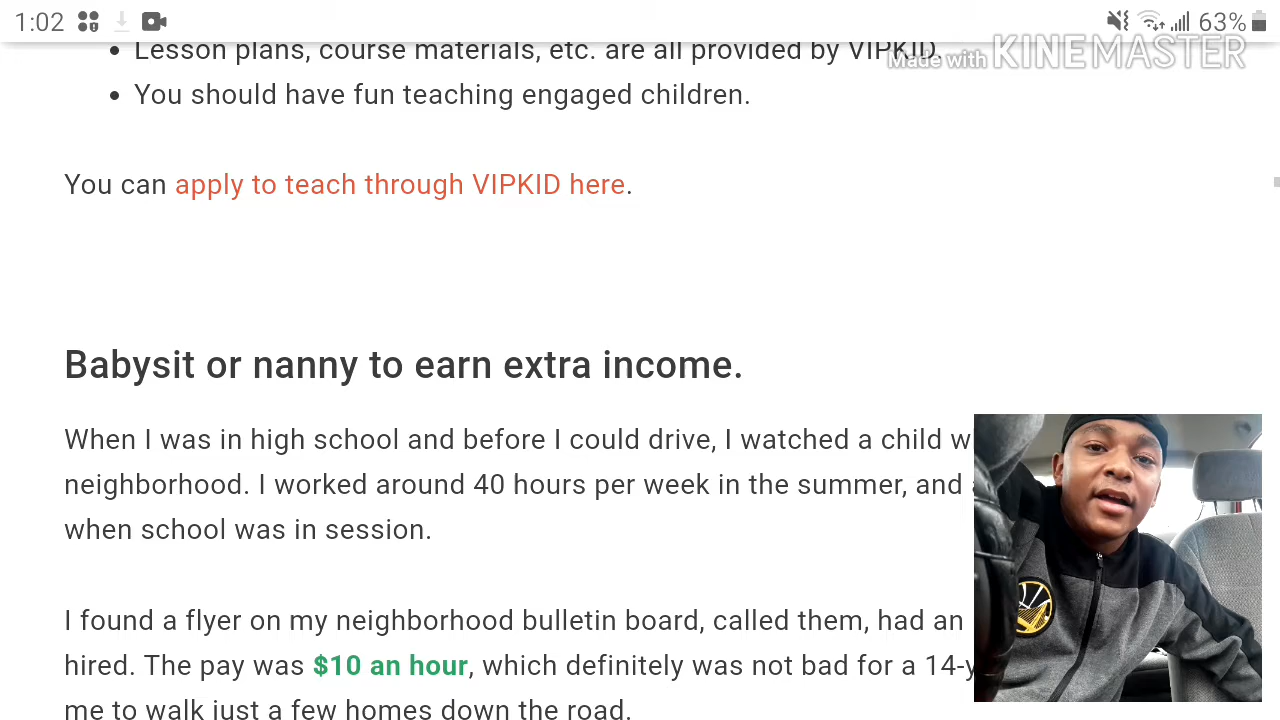 1:02
63%
Made with KINEMASTER
• Lesson plans, course materials, etc. are all provided by VIPKID.
• You should have fun teaching engaged children.
You can apply to teach through VIPKID here.
Babysit or nanny to earn extra income.
When I was in high school and before I could drive, I watched a child
neighborhood. I worked around 40 hours per week in the summer, and
when school was in session.
I found a flyer on my neighborhood bulletin board, called them, had an
hired. The pay was $10 an hour, which definitely was not bad for a
me to walk just a few homes down the road.